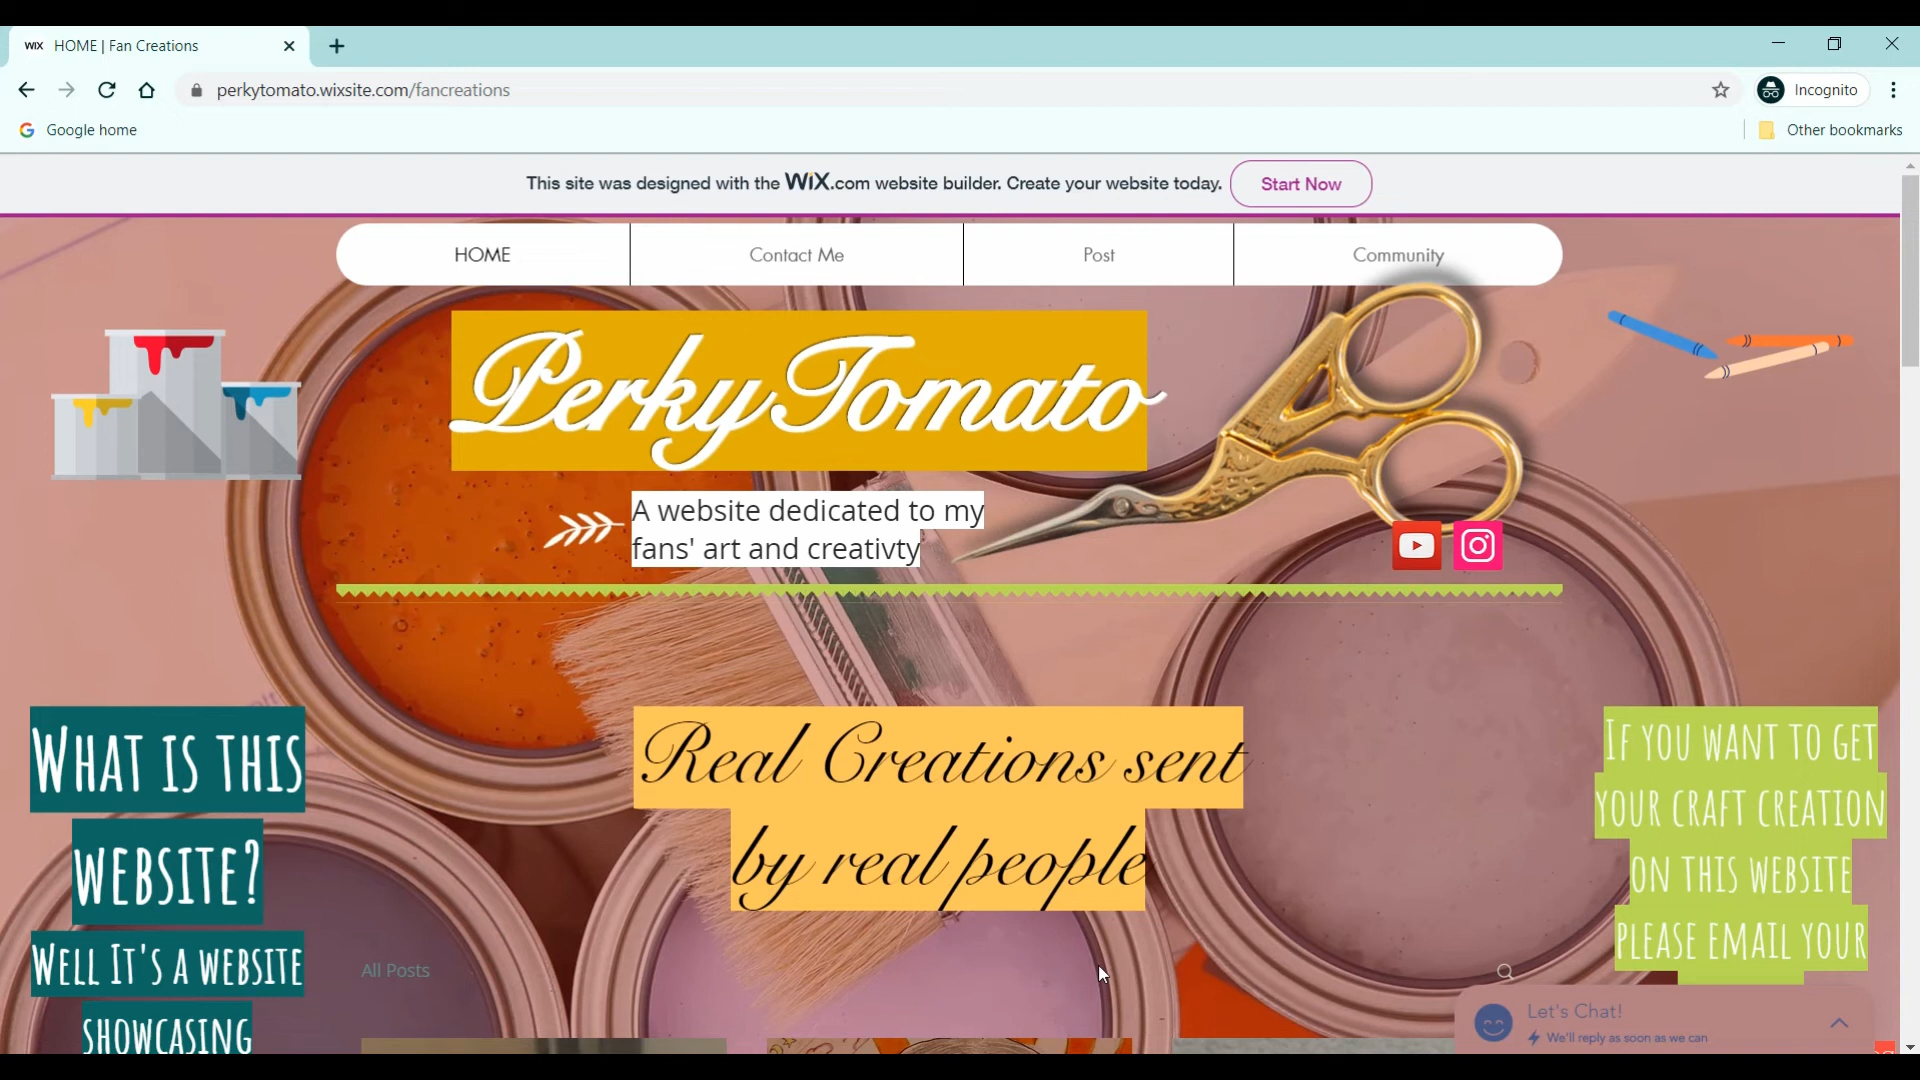 WiX HOME | Fan Creations
perkytomato.wixsite.com/fancreations
Incognito
Google home
Other bookmarks
This site was designed with the WiX.com website builder. Create your website today.
Start Now
HOME
Contact Me
Post
Community
PerkyTomato
A website dedicated to my
fans' art and creativty
What is this
website?
Well It's a website
showcasing
Real Creations sent
by real people
If you want to get
your craft creation
on this website
please email your
All Posts
Let's Chat!
We'll reply as soon as we can